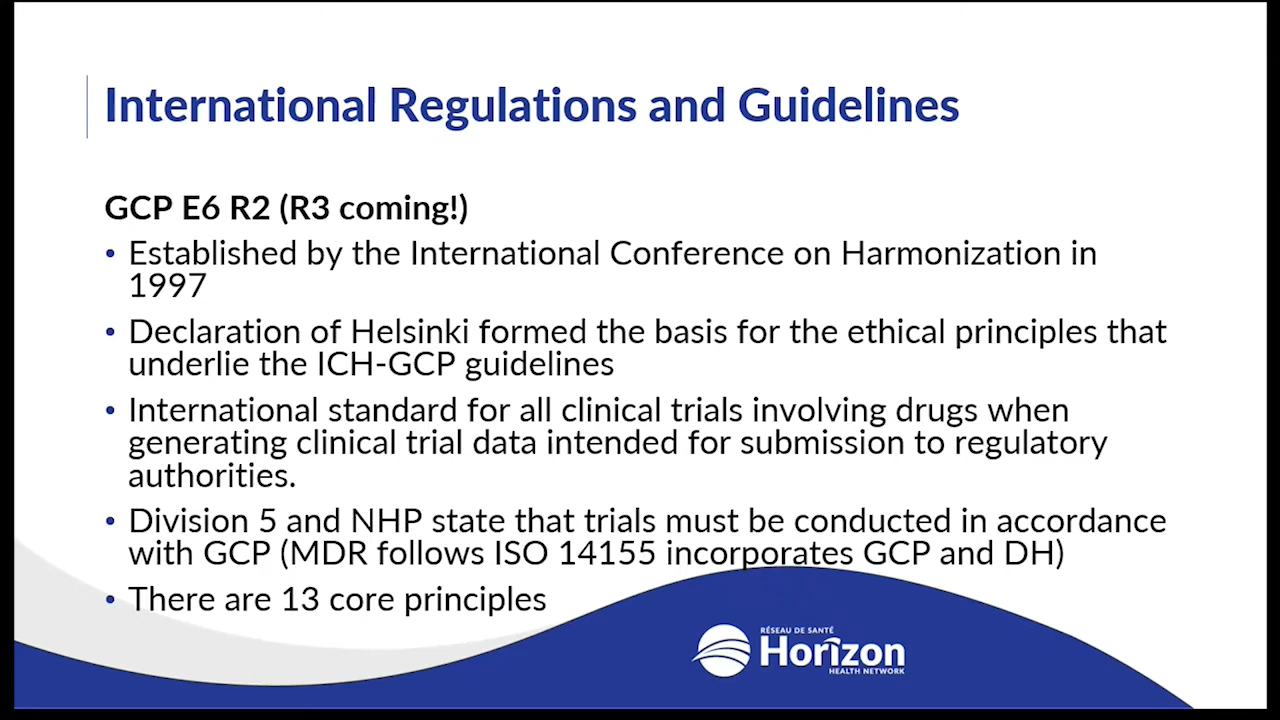 International Regulations and Guidelines
GCP E6 R2 (R3 coming!)
• Established by the International Conference on Harmonization in
1997
• Declaration of Helsinki formed the basis for the ethical principles that
underlie the ICH-GCP guidelines
• International standard for all clinical trials involving drugs when
generating clinical trial data intended for submission to regulatory
authorities.
• Division 5 and NHP state that trials must be conducted in accordance
with GCP (MDR follows ISO 14155 incorporates GCP and DH)
• There are 13 core principles
RÉSEAU DE SANTÉ
Horizon
HEALTH NETWORK